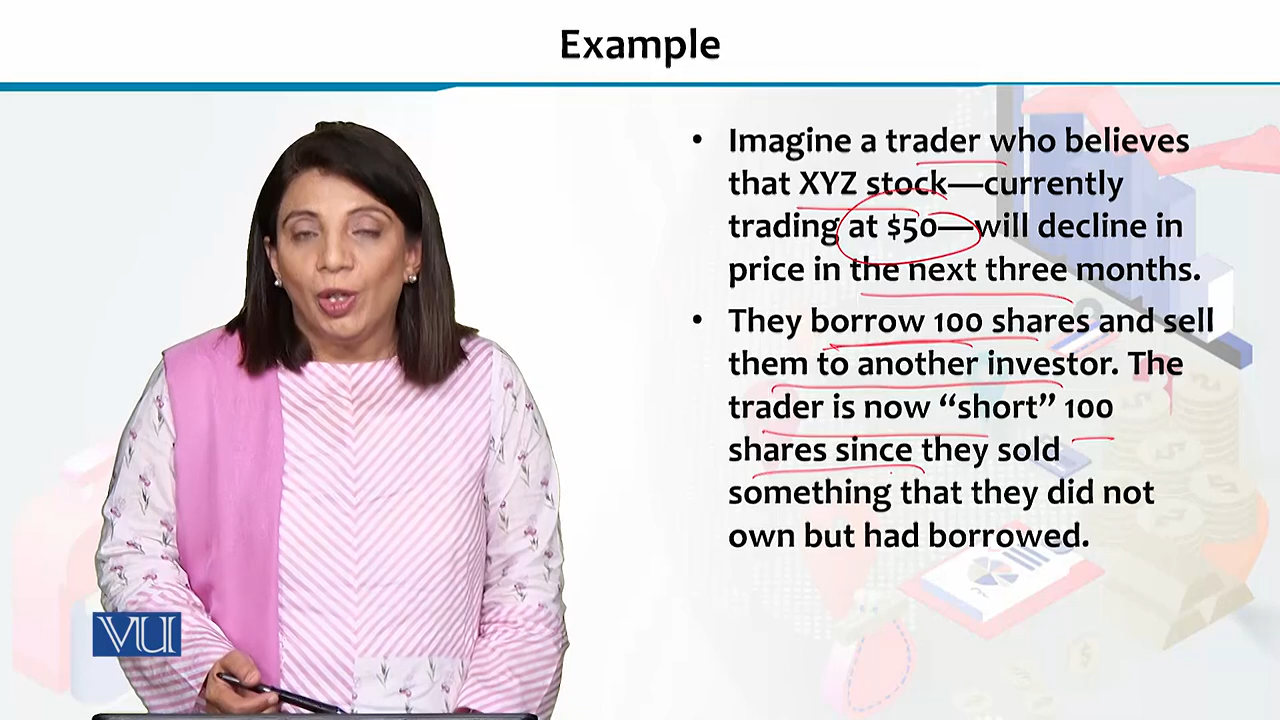 Example
• Imagine a trader who believes
that XYZ stock—currently
trading at $50—will decline in
price in the next three months.
• They borrow 100 shares and sell
them to another investor. The
trader is now “short” 100
shares since they sold
something that they did not
own but had borrowed.
VU